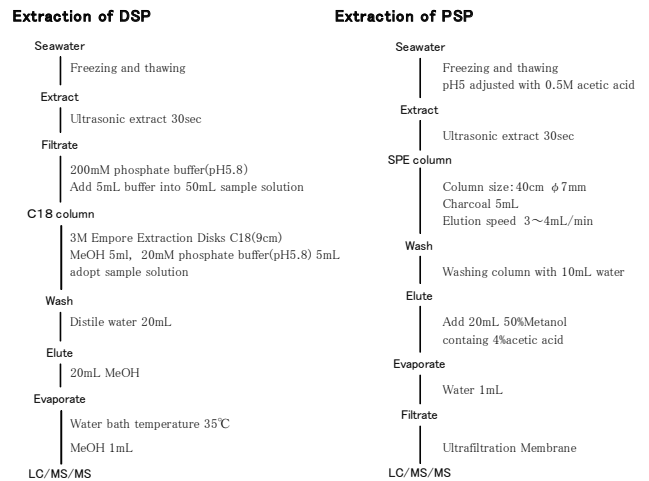 Extraction of DSP
Seawater
Freezing and thawing
Extract
Ultrasonic extract 30sec
Filtrate
200mM phosphate buffer(pH5.8)
Add 5mL buffer into 50mL sample solution
C18 column
3M Empore Extraction Disks C18(9cm)
MeOH 5ml, 20mM phosphate buffer(pH5.8) 5mL
adopt sample solution
Wash
Distile water 20mL
Elute
20mL MeOH
Evaporate
Water bath temperature 35℃
MeOH 1mL
LC/MS/MS
Extraction of PSP
Seawater
Freezing and thawing
pH5 adjusted with 0.5M acetic acid
Extract
Ultrasonic extract 30sec
SPE column
Column size:40cm φ7mm
Charcoal 5mL
Elution speed 3～4mL/min
Wash
Washing column with 10mL water
Elute
Add 20mL 50%Metanol
containg 4%acetic acid
Evaporate
Water 1mL
Filtrate
Ultrafiltration Membrane
LC/MS/MS